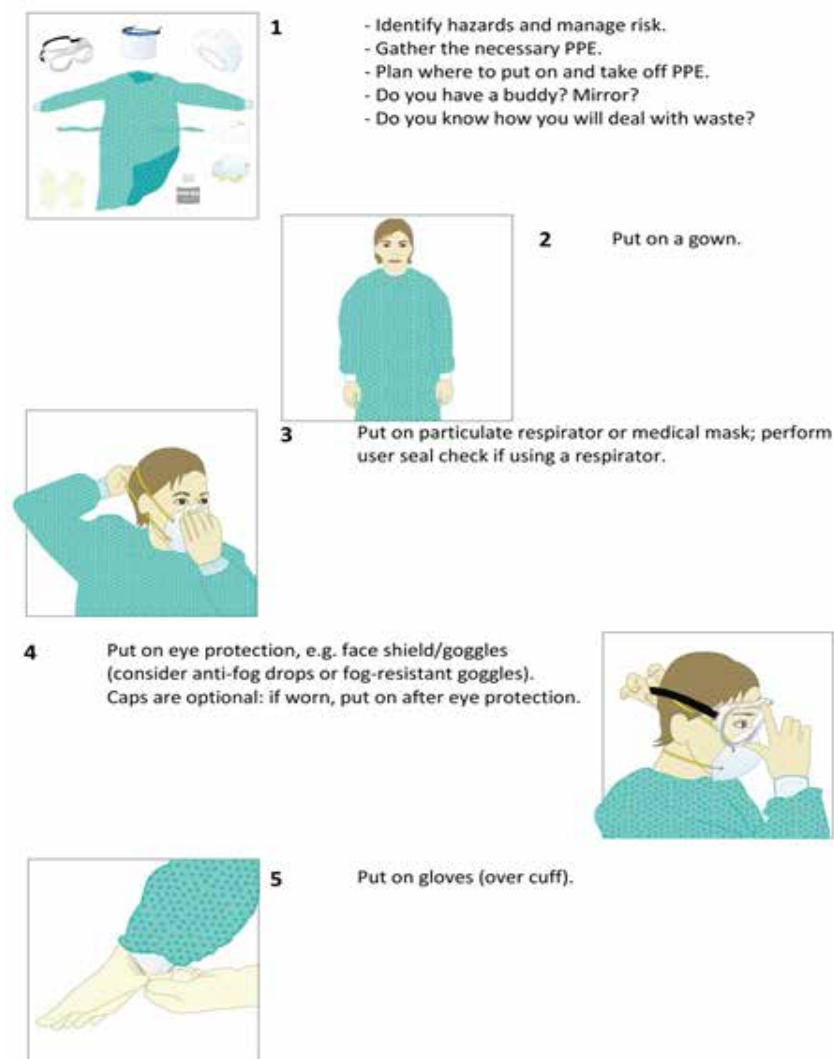 1
- Identify hazards and manage risk.
- Gather the necessary PPE.
- Plan where to put on and take off PPE.
- Do you have a buddy? Mirror?
- Do you know how you will deal with waste?
2 Put on a gown.
3 Put on particulate respirator or medical mask; perform
user seal check if using a respirator.
4 Put on eye protection, e.g. face shield/goggles
(consider anti-fog drops or fog-resistant goggles).
Caps are optional: if worn, put on after eye protection.
5 Put on gloves (over cuff).